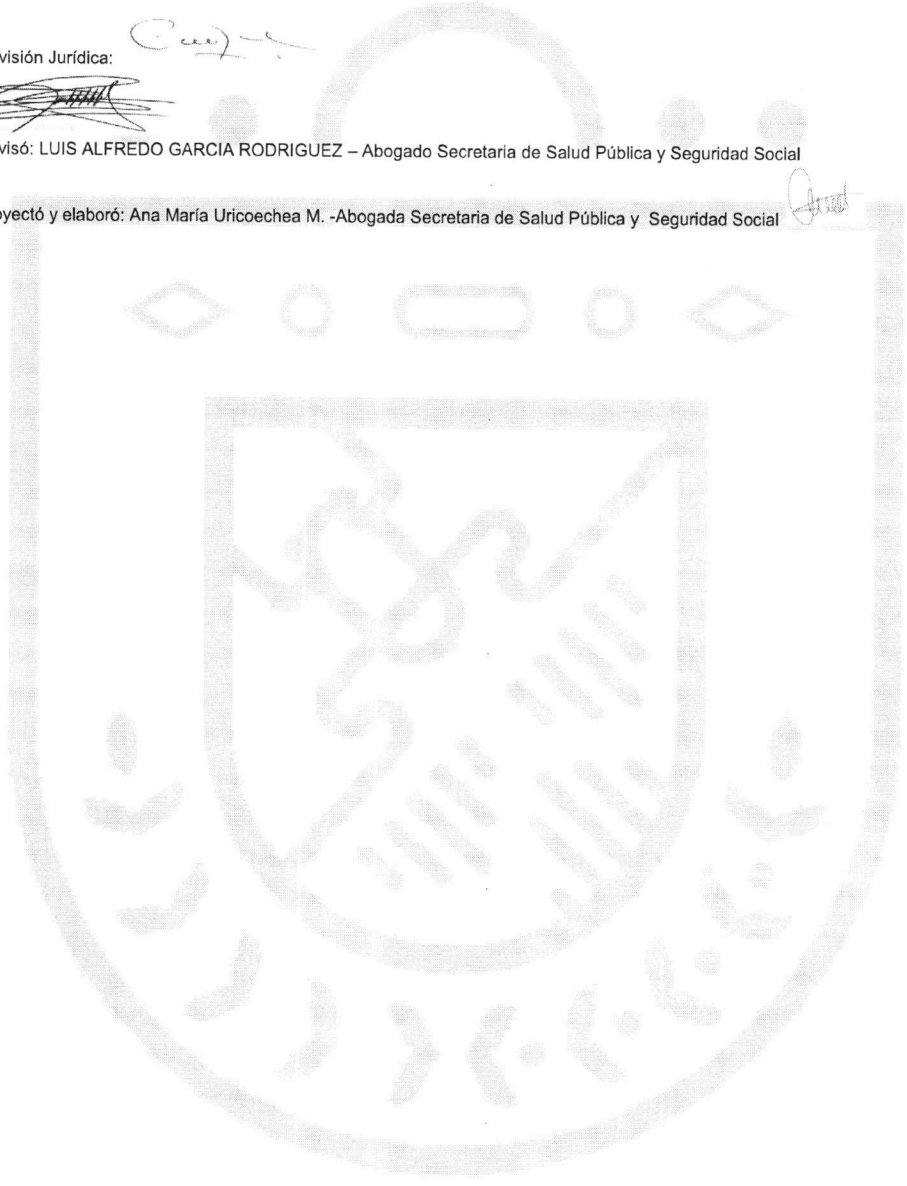 visión Jurídica:
visó: LUIS ALFREDO GARCIA RODRIGUEZ – Abogado Secretaria de Salud Pública y Seguridad Social
oyectó y elaboró: Ana María Uricoechea M. -Abogada Secretaria de Salud Pública y Seguridad Social